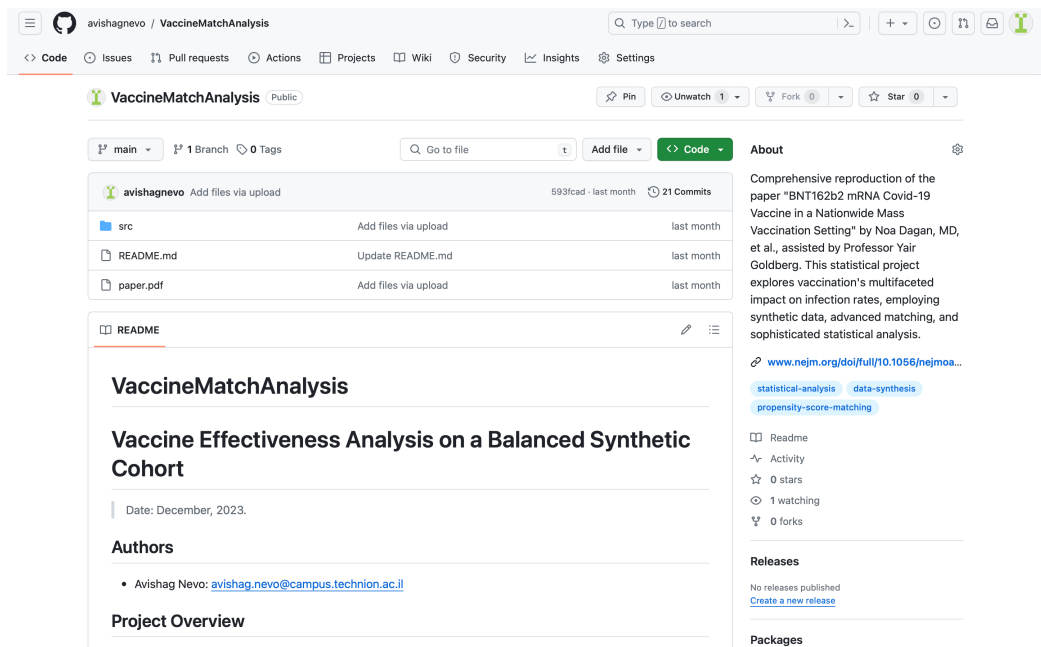 avishagnevo / VaccineMatchAnalysis
Type / to search
Code Issues Pull requests Actions Projects Wiki Security Insights Settings
VaccineMatchAnalysis Public
Pin Unwatch 1 Fork 0 Star 0
main 1 Branch 0 Tags Go to file t Add file Code
avishagnevo Add files via upload 593fcad · last month 21 Commits
src Add files via upload last month
README.md Update README.md last month
paper.pdf Add files via upload last month
README
VaccineMatchAnalysis
Vaccine Effectiveness Analysis on a Balanced Synthetic
Cohort
Date: December, 2023.
Authors
• Avishag Nevo: avishag.nevo@campus.technion.ac.il
Project Overview
About
Comprehensive reproduction of the
paper "BNT162b2 mRNA Covid-19
Vaccine in a Nationwide Mass
Vaccination Setting" by Noa Dagan, MD,
et al., assisted by Professor Yair
Goldberg. This statistical project
explores vaccination's multifaceted
impact on infection rates, employing
synthetic data, advanced matching, and
sophisticated statistical analysis.
www.nejm.org/doi/full/10.1056/nejmoa...
statistical-analysis data-synthesis
propensity-score-matching
Readme
Activity
0 stars
1 watching
0 forks
Releases
No releases published
Create a new release
Packages